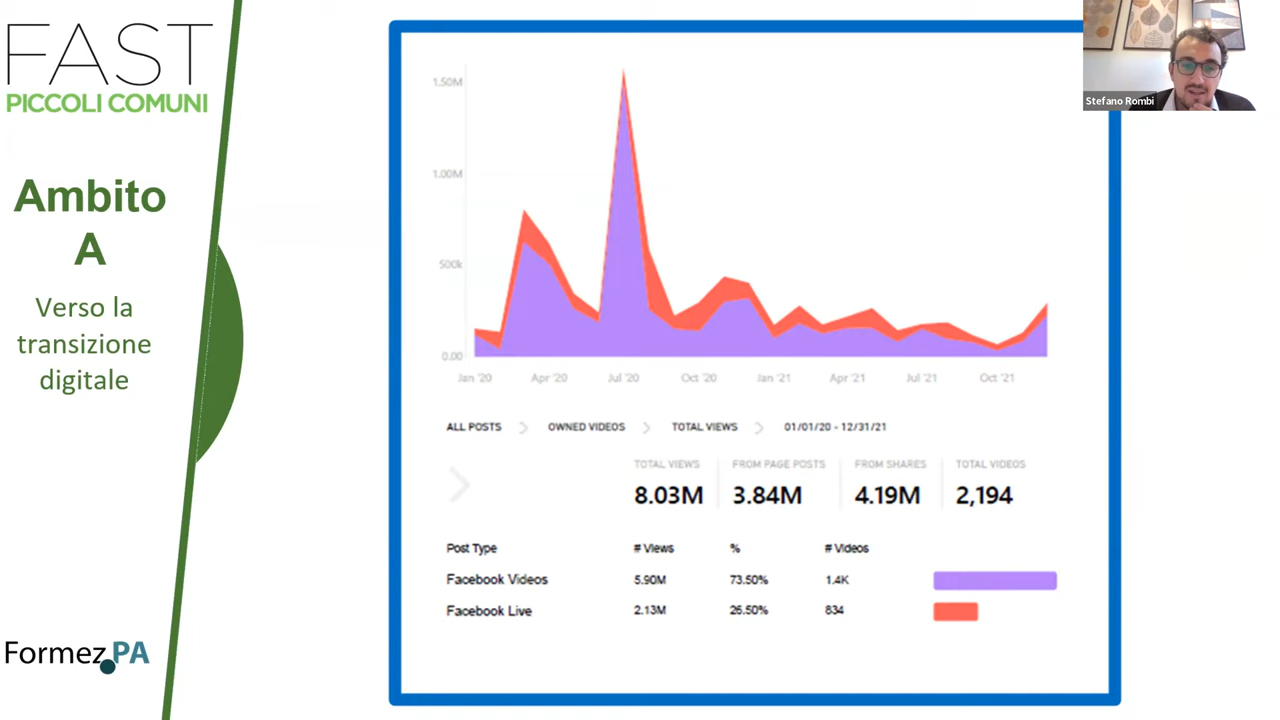 FAST
PICCOLI COMUNI
Ambito
A
Verso la
transizione
digitale
Formez.PA
Stefano Rombi
1.50M
1.00M
500k
0.00
Jan '20 Apr '20 Jul '20 Oct '20 Jan '21 Apr '21 Jul '21 Oct '21
ALL POSTS OWNED VIDEOS TOTAL VIEWS 01/01/20 - 12/31/21
TOTAL VIEWS FROM PAGE POSTS FROM SHARES TOTAL VIDEOS
8.03M 3.84M 4.19M 2,194
Post Type # Views % # Videos
Facebook Videos 5.90M 73.50% 1.4K
Facebook Live 2.13M 26.50% 834